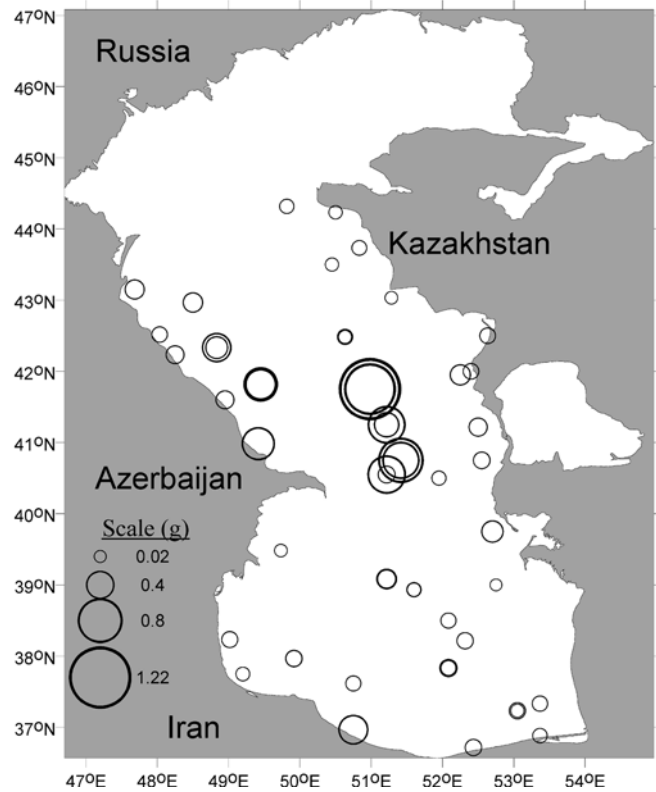 47ºN
Russia
46ºN
45ºN
44ºN
Kazakhstan
43ºN
42ºN
41ºN
Azerbaijan
40ºN
Scale (g)
0.02
39ºN
0.4
0.8
38ºN
1.22
37ºN
Iran
47ºE 48ºE 49ºE 50ºE 51ºE 52ºE 53ºE 54ºE